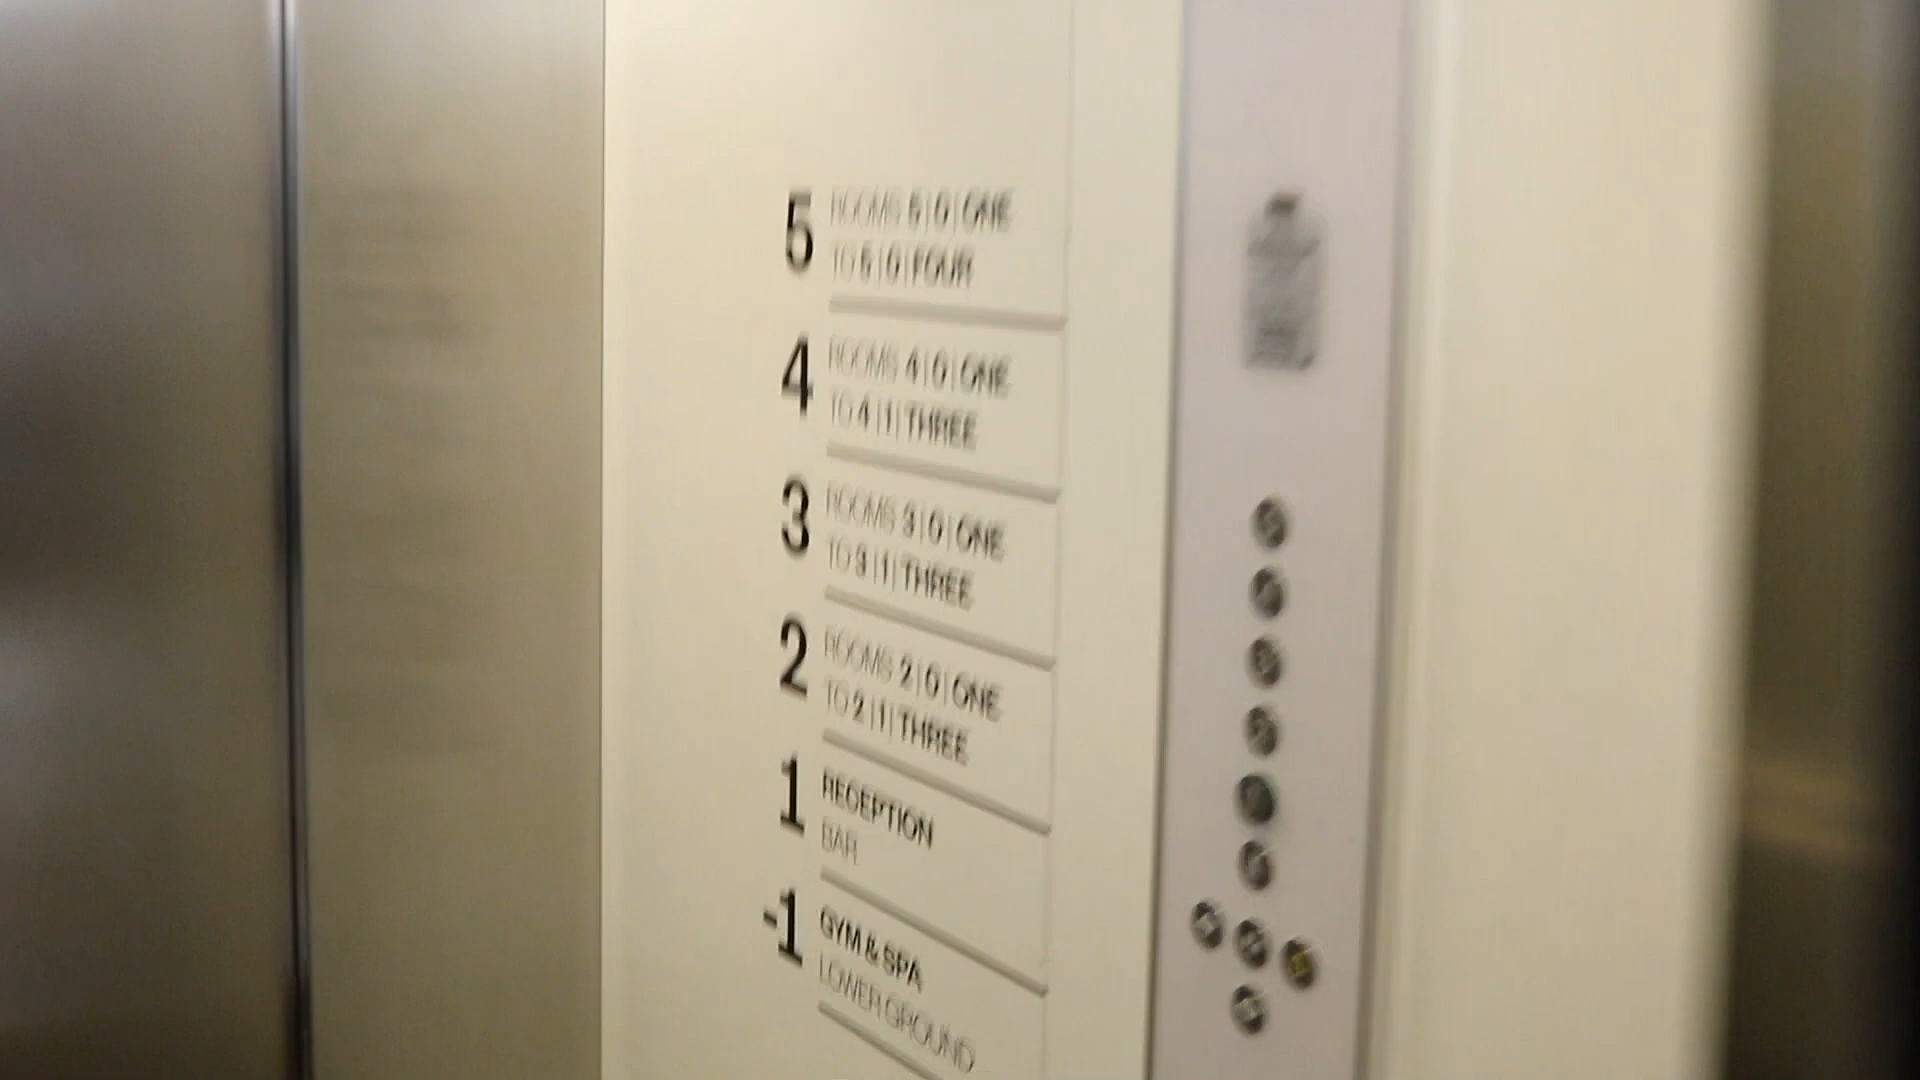 5
ROOMS 5|0|ONE
TO 5|0|FOUR
4
ROOMS 4|0|ONE
TO 4|1|THREE
3
ROOMS 3|0|ONE
TO 3|1|THREE
2
ROOMS 2|0|ONE
TO 2|1|THREE
1
RECEPTION
BAR
-1
GYM & SPA
LOWER GROUND